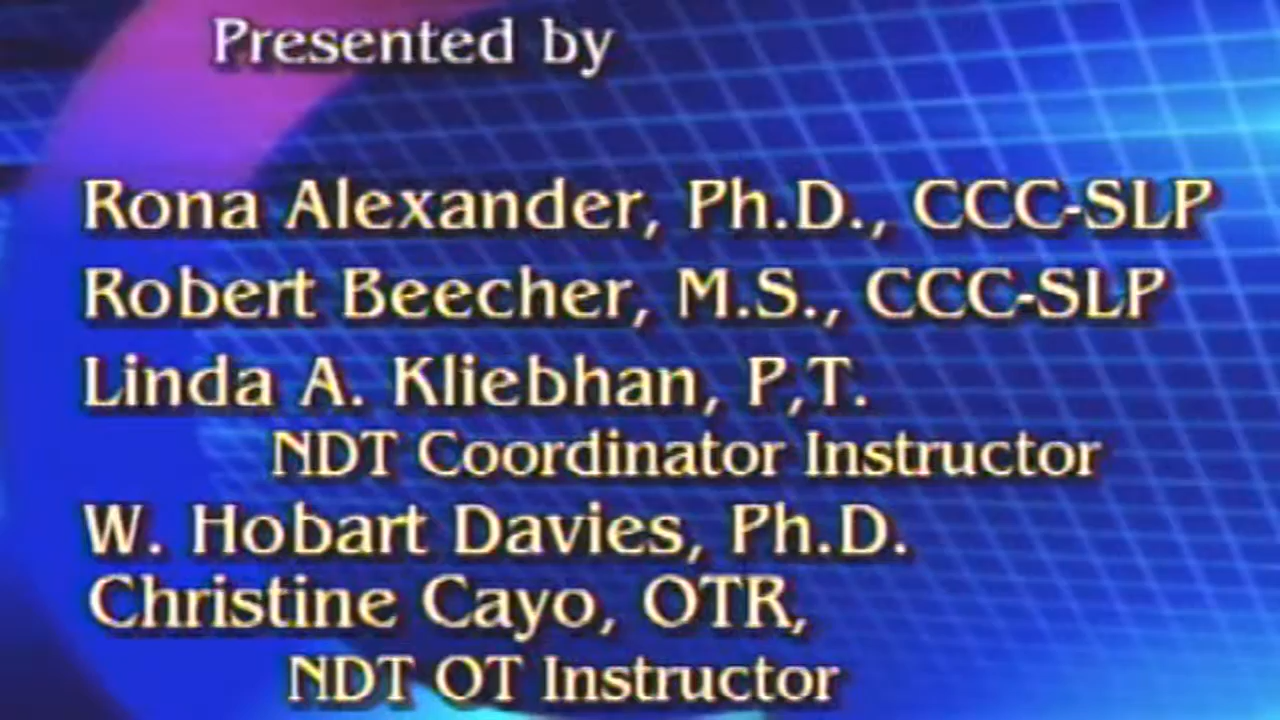 Presented by
Rona Alexander, Ph.D., CCC-SLP
Robert Beecher, M.S., CCC-SLP
Linda A. Kliebhan, P,T.
NDT Coordinator Instructor
W. Hobart Davies, Ph.D.
Christine Cayo, OTR,
NDT OT Instructor